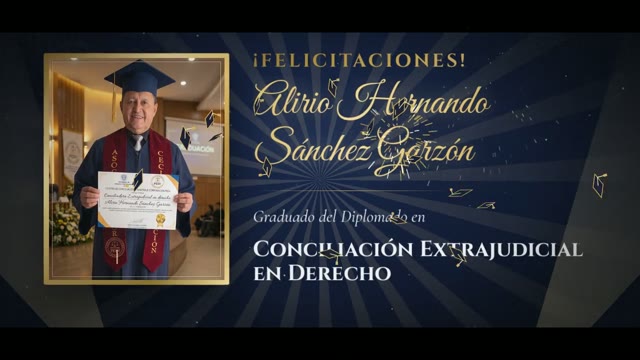 ¡FELICITACIONES!
Alirio Hernando
Sánchez Garzón
Graduado del Diplomado en
CONCILIACIÓN EXTRAJUDICIAL
EN DERECHO